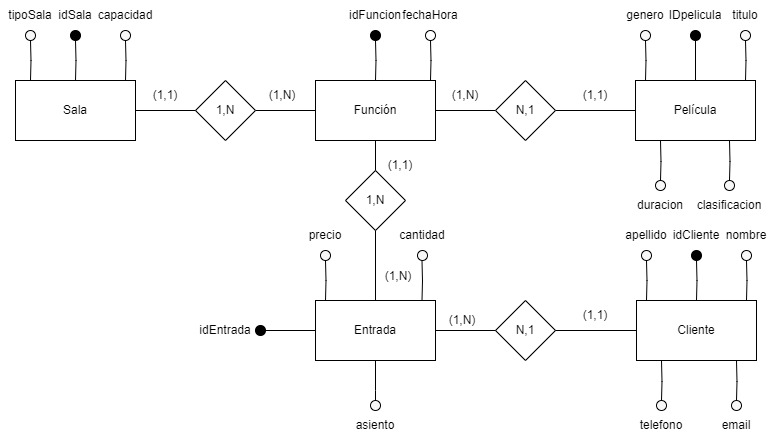 tipoSala idSala capacidad
idFuncion fechaHora
genero IDpelicula titulo
Sala
(1,1)
1,N
(1,N)
Función
(1,N)
N,1
(1,1)
Película
(1,1)
1,N
duracion
clasificacion
precio
cantidad
apellido idCliente nombre
(1,N)
idEntrada
Entrada
(1,N)
N,1
(1,1)
Cliente
asiento
telefono
email